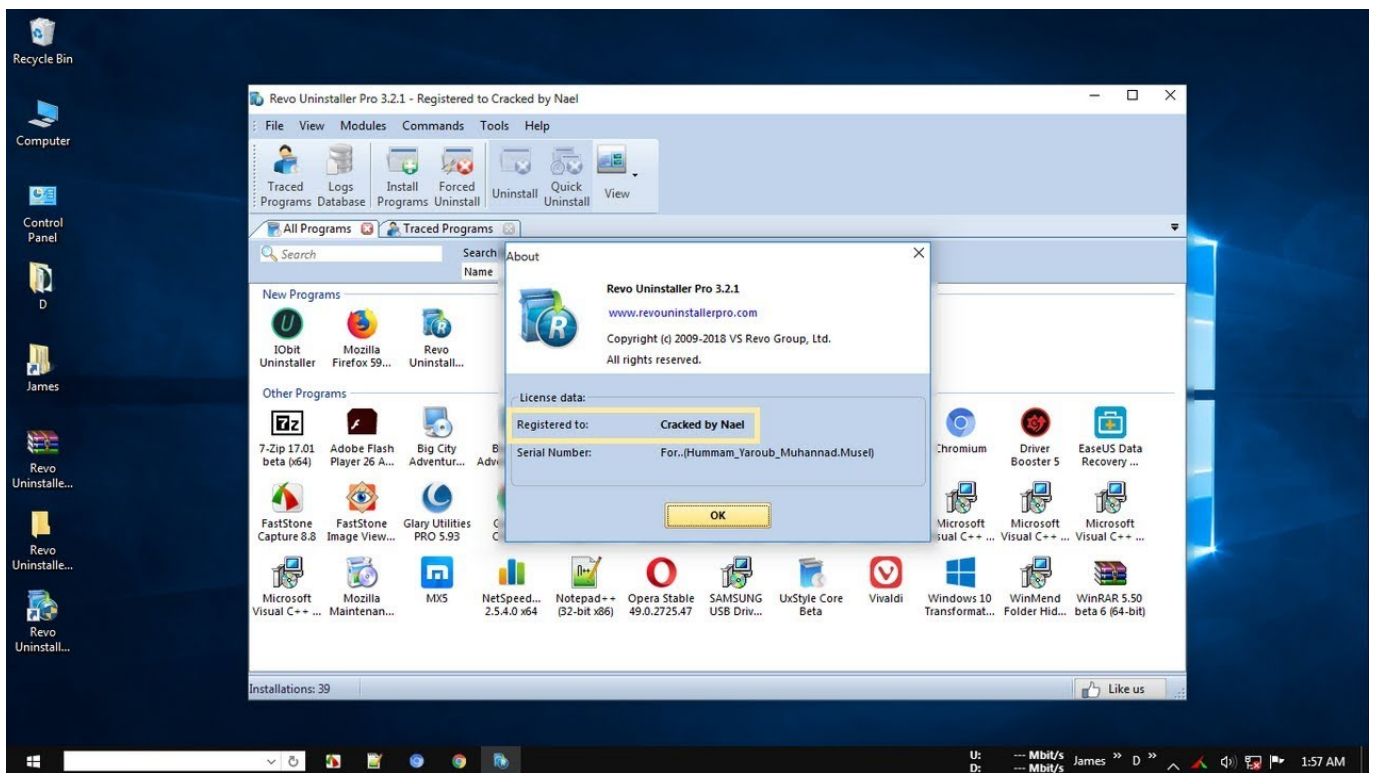 Recycle Bin
Computer
Control
Panel
D
James
Revo
Uninstalle...
Revo
Uninstalle...
Revo
Uninstall...
Revo Uninstaller Pro 3.2.1 - Registered to Cracked by Nael
File View Modules Commands Tools Help
Traced
Programs
Logs
Database
Install
Programs
Forced
Uninstall
Uninstall
Quick
Uninstall
View
All Programs
Traced Programs
Search
Search
Name
About
Revo Uninstaller Pro 3.2.1
www.revouninstallerpro.com
Copyright (c) 2009-2018 VS Revo Group, Ltd.
All rights reserved.
License data:
Registered to: Cracked by Nael
Serial Number: For..(Hummam_Yaroub_Muhannad.Musel)
OK
New Programs
IObit
Uninstaller
Mozilla
Firefox 59...
Revo
Uninstall...
Other Programs
7-Zip 17.01
beta (x64)
Adobe Flash
Player 26 A...
Big City
Adventur...
Chromium
Driver
Booster 5
EaseUS Data
Recovery ...
FastStone
Capture 8.8
FastStone
Image View...
Glary Utilities
PRO 5.93
Microsoft
Microsoft
Visual C++ ...
Microsoft
Visual C++ ...
Microsoft
Visual C++ ...
Mozilla
Maintenan...
MX5
NetSpeed...
2.5.4.0 x64
Notepad++
(32-bit x86)
Opera Stable
49.0.2725.47
SAMSUNG
USB Driv...
UxStyle Core
Beta
Vivaldi
Windows 10
Transformat...
WinMend
Folder Hid...
WinRAR 5.50
beta 6 (64-bit)
Installations: 39
Like us
U: --- Mbit/s
D: --- Mbit/s
James » D »
1:57 AM